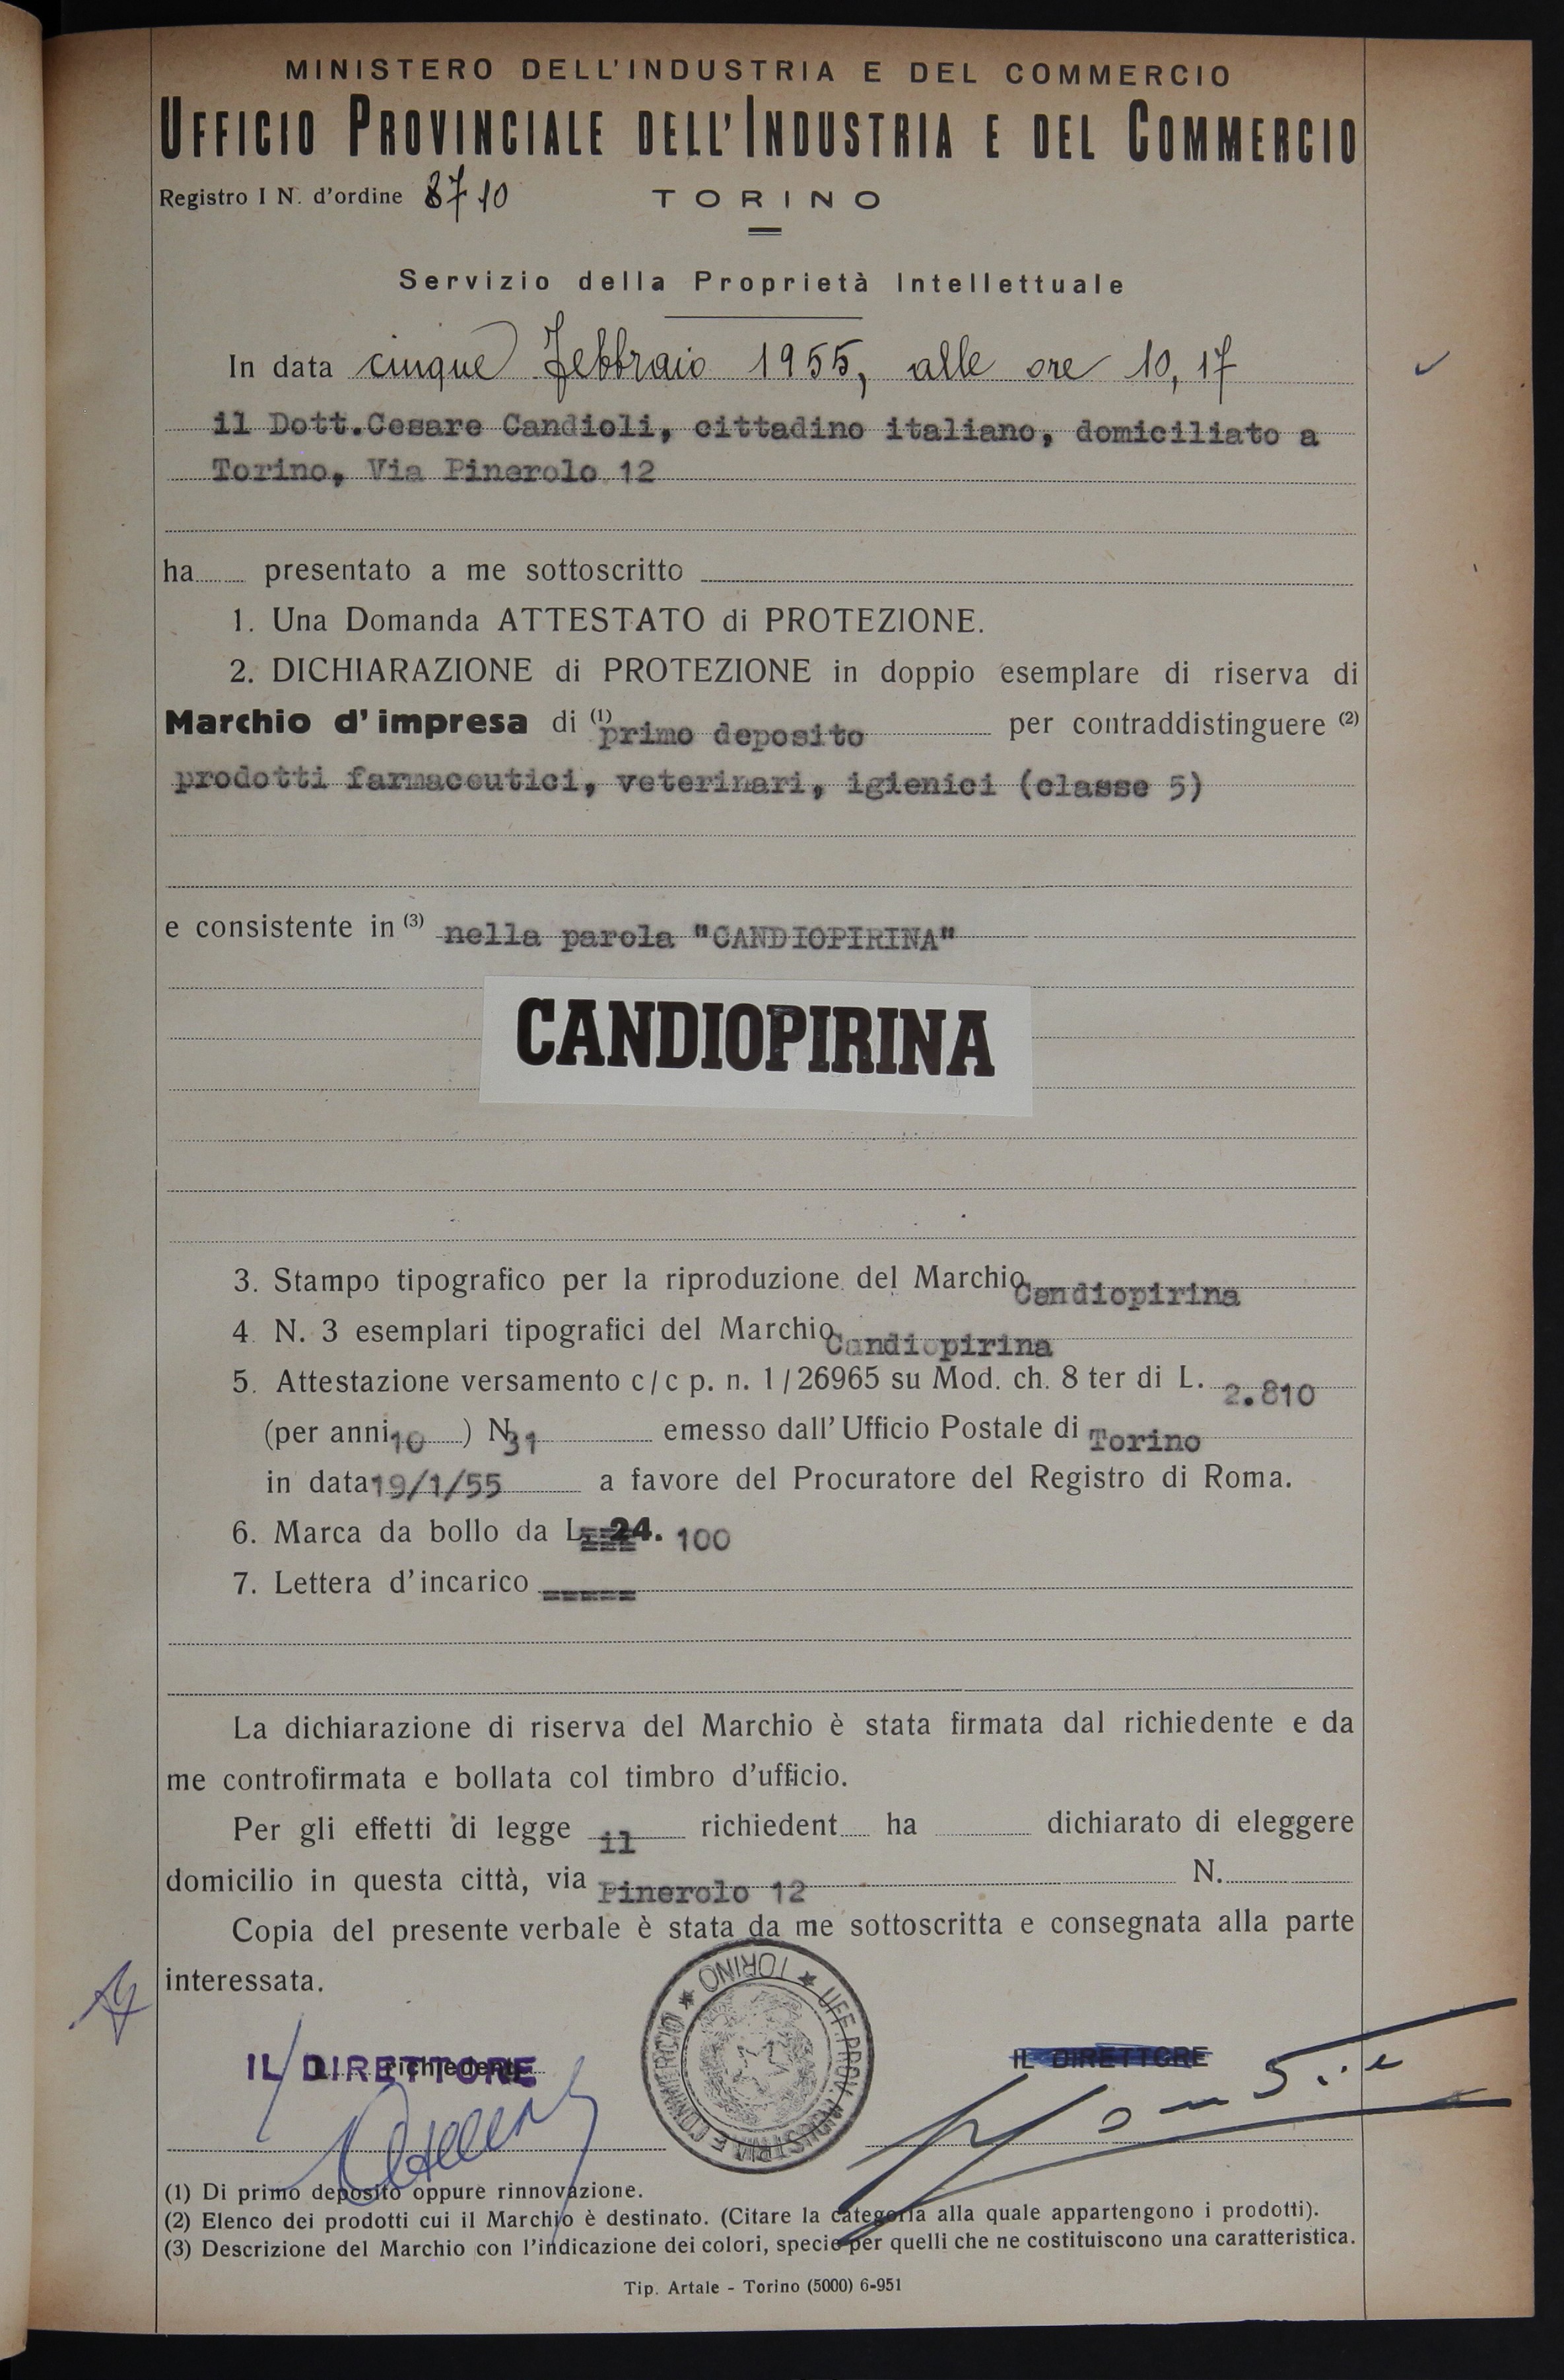 MINISTERO DELL'INDUSTRIA E DEL COMMERCIO
UFFICIO PROVINCIALE DELL'INDUSTRIA E DEL COMMERCIO
Registro I N. d'ordine 8710
TORINO
Servizio della Proprietà Intellettuale
In data cinque febbraio 1955, alle ore 10,17
il Dott.Cesare Candioli, cittadino italiano, domiciliato a
Torino, Via Pinerolo 12
ha presentato a me sottoscritto
1. Una Domanda ATTESTATO di PROTEZIONE.
2. DICHIARAZIONE di PROTEZIONE in doppio esemplare di riserva di
Marchio d'impresa di (1) primo deposito per contraddistinguere (2)
prodotti farmaceutici, veterinari, igienici (classe 5)
e consistente in (3) nella parola "CANDIOPIRINA"
CANDIOPIRINA
3. Stampo tipografico per la riproduzione del Marchio Candiopirina
4. N. 3 esemplari tipografici del Marchio Candiopirina
5. Attestazione versamento c/c p. n. 1/26965 su Mod. ch. 8 ter di L. 2.810
(per anni 10 ) N. 31 emesso dall'Ufficio Postale di Torino
in data 19/1/55 a favore del Procuratore del Registro di Roma.
6. Marca da bollo da L. 24. 100
7. Lettera d'incarico =====
La dichiarazione di riserva del Marchio è stata firmata dal richiedente e da
me controfirmata e bollata col timbro d'ufficio.
Per gli effetti di legge il richiedent ha dichiarato di eleggere
domicilio in questa città, via Pinerolo 12 N.
Copia del presente verbale è stata da me sottoscritta e consegnata alla parte
interessata.
UFF. PROV. INDUSTRIA E COMMERCIO * TORINO *
IL DIRETTORE
richiedent
IL DIRETTORE
(1) Di primo deposito oppure rinnovazione.
(2) Elenco dei prodotti cui il Marchio è destinato. (Citare la categoria alla quale appartengono i prodotti).
(3) Descrizione del Marchio con l'indicazione dei colori, specie per quelli che ne costituiscono una caratteristica.
Tip. Artale - Torino (5000) 6-951